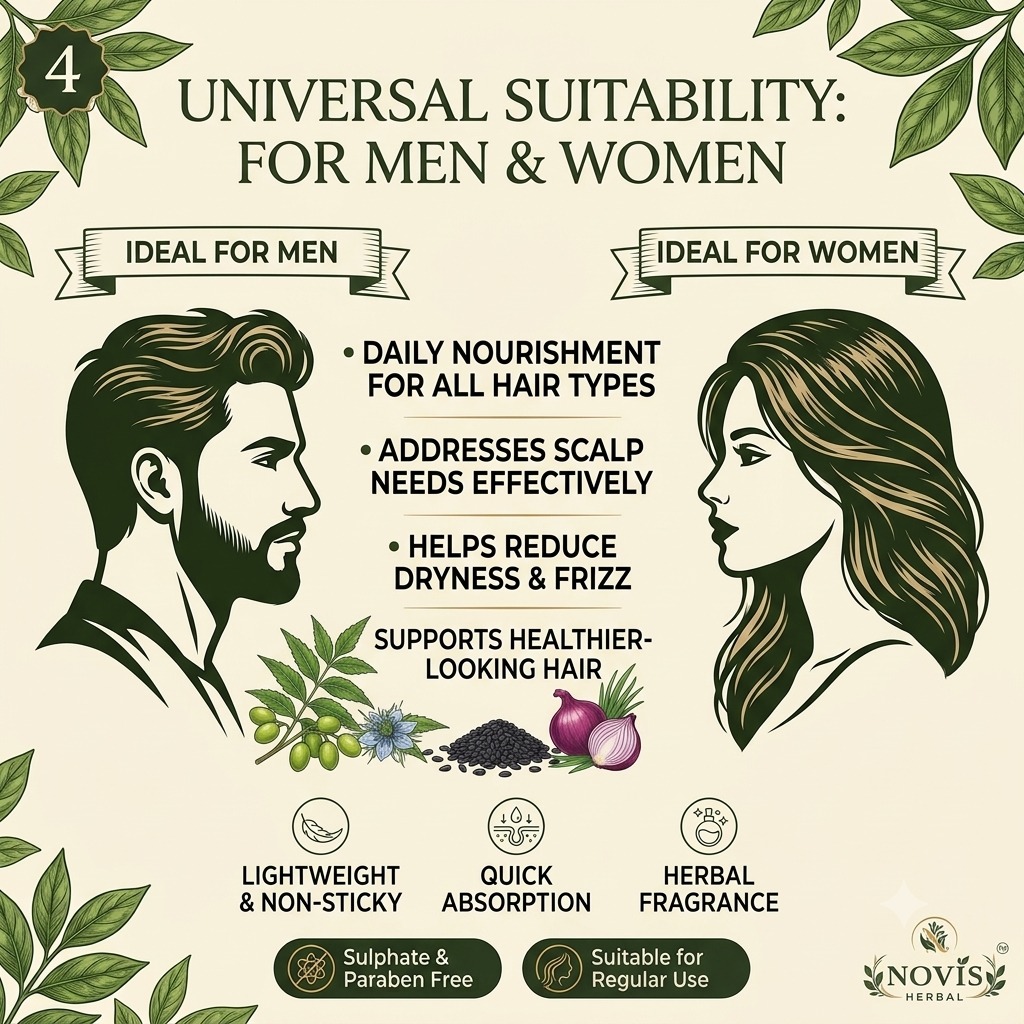 4
UNIVERSAL SUITABILITY:
FOR MEN & WOMEN
IDEAL FOR MEN
IDEAL FOR WOMEN
• DAILY NOURISHMENT
FOR ALL HAIR TYPES
• ADDRESSES SCALP
NEEDS EFFECTIVELY
• HELPS REDUCE
DRYNESS & FRIZZ
SUPPORTS HEALTHIER-
LOOKING HAIR
LIGHTWEIGHT
& NON-STICKY
QUICK
ABSORPTION
HERBAL
FRAGRANCE
Sulphate &
Paraben Free
Suitable for
Regular Use
NOVIS
HERBAL